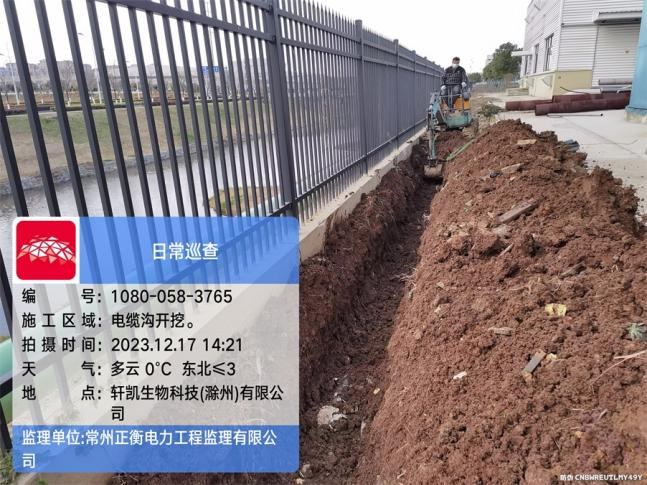 日常巡查
编 号: 1080-058-3765
施工区域: 电缆沟开挖。
拍摄时间: 2023.12.17 14:21
天 气: 多云 0°C 东北≤3
地 点: 轩凯生物科技(滁州)有限公
司
监理单位:常州正衡电力工程监理有限公
司
防伪 CNBWREUTLMY49Y